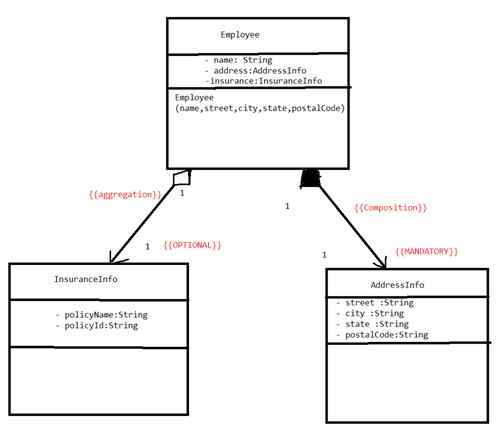 Employee
- name: String
- address:AddressInfo
-insurance:InsuranceInfo
Employee
(name,street,city,state,postalCode)
{{aggregation}}
1
1
{{Composition}}
1
{{OPTIONAL}}
1
{{MANDATORY}}
InsuranceInfo
- policyName:String
- policyId:String
AddressInfo
- street :String
- city :String
- state :String
- postalCode:String